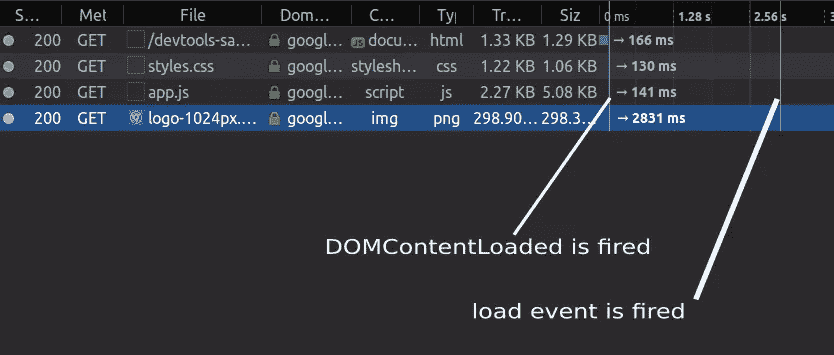 S... Met File Dom... C... Ty Tr... Siz 0 ms 1.28 s 2.56 s
200 GET /devtools-sa... googl... JS docu... html 1.33 KB 1.29 KB → 166 ms
200 GET styles.css googl... stylesh... css 1.22 KB 1.06 KB → 130 ms
200 GET app.js googl... script js 2.27 KB 5.08 KB → 141 ms
200 GET logo-1024px.... googl... img png 298.90... 298.3... → 2831 ms
DOMContentLoaded is fired
load event is fired